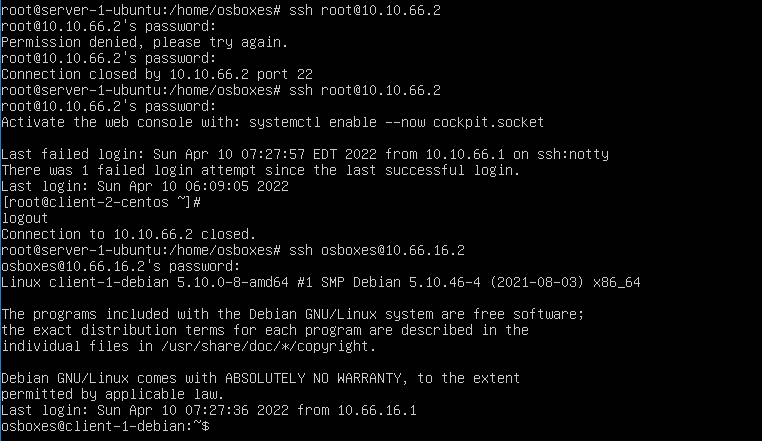 root@server-1-ubuntu:/home/osboxes# ssh root@10.10.66.2
root@10.10.66.2's password:
Permission denied, please try again.
root@10.10.66.2's password:
Connection closed by 10.10.66.2 port 22
root@server-1-ubuntu:/home/osboxes# ssh root@10.10.66.2
root@10.10.66.2's password:
Activate the web console with: systemctl enable --now cockpit.socket

Last failed login: Sun Apr 10 07:27:57 EDT 2022 from 10.10.66.1 on ssh:notty
There was 1 failed login attempt since the last successful login.
Last login: Sun Apr 10 06:09:05 2022
[root@client-2-centos ~]#
logout
Connection to 10.10.66.2 closed.
root@server-1-ubuntu:/home/osboxes# ssh osboxes@10.66.16.2
osboxes@10.66.16.2's password:
Linux client-1-debian 5.10.0-8-amd64 #1 SMP Debian 5.10.46-4 (2021-08-03) x86_64

The programs included with the Debian GNU/Linux system are free software;
the exact distribution terms for each program are described in the
individual files in /usr/share/doc/*/copyright.

Debian GNU/Linux comes with ABSOLUTELY NO WARRANTY, to the extent
permitted by applicable law.
Last login: Sun Apr 10 07:27:36 2022 from 10.66.16.1
osboxes@client-1-debian:~$